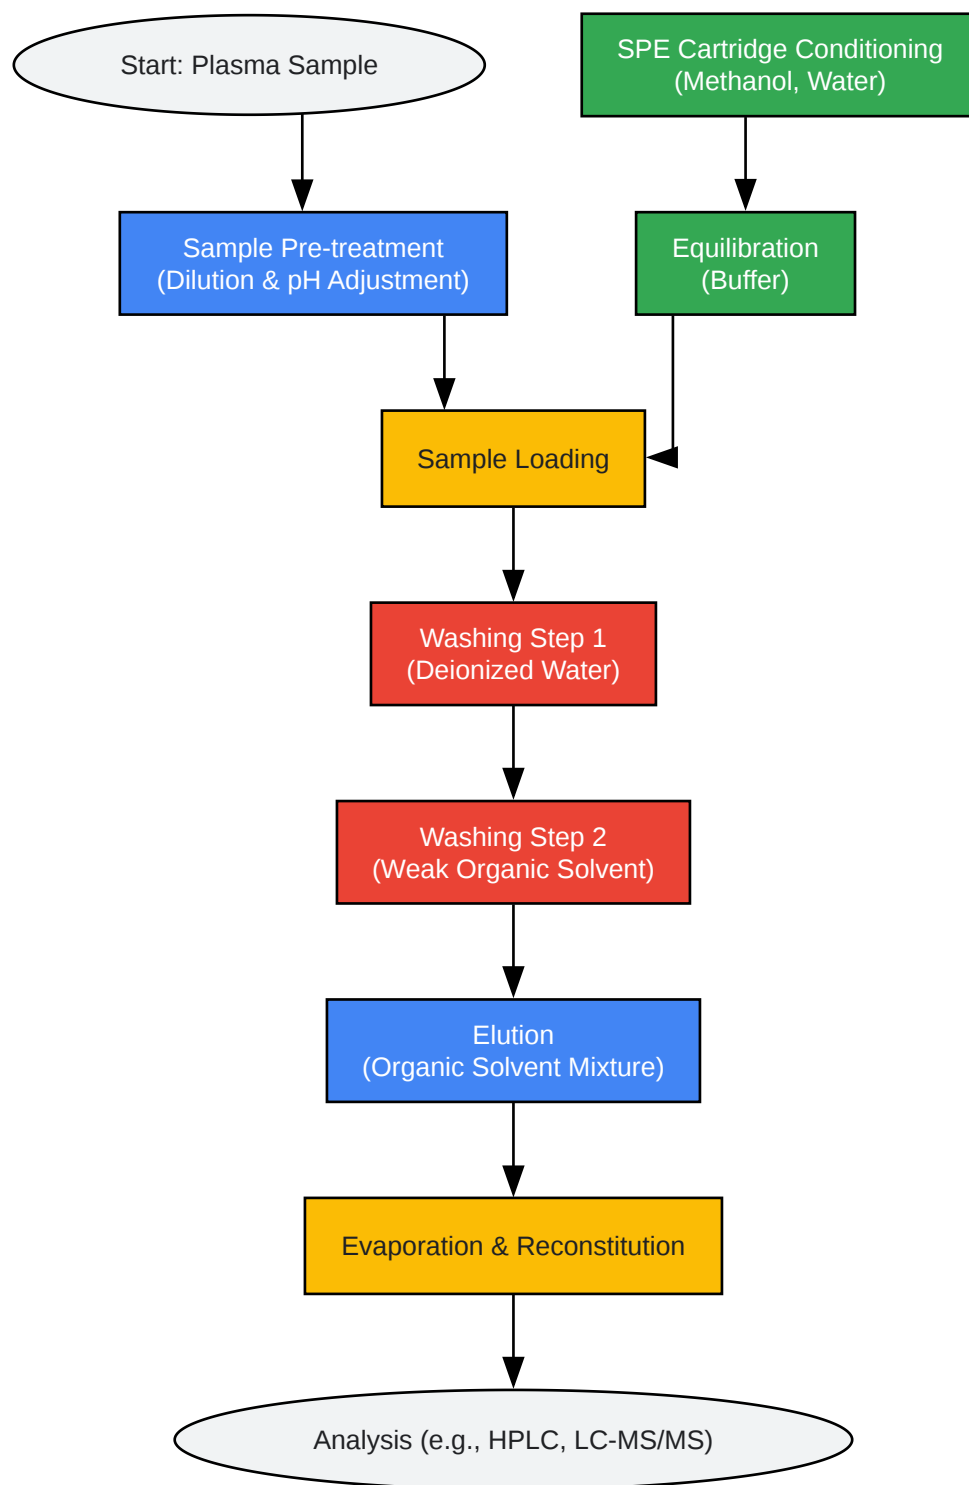 Start: Plasma Sample
SPE Cartridge Conditioning
(Methanol, Water)
Sample Pre-treatment
(Dilution & pH Adjustment)
Equilibration
(Buffer)
Sample Loading
Washing Step 1
(Deionized Water)
Washing Step 2
(Weak Organic Solvent)
Elution
(Organic Solvent Mixture)
Evaporation & Reconstitution
Analysis (e.g., HPLC, LC-MS/MS)